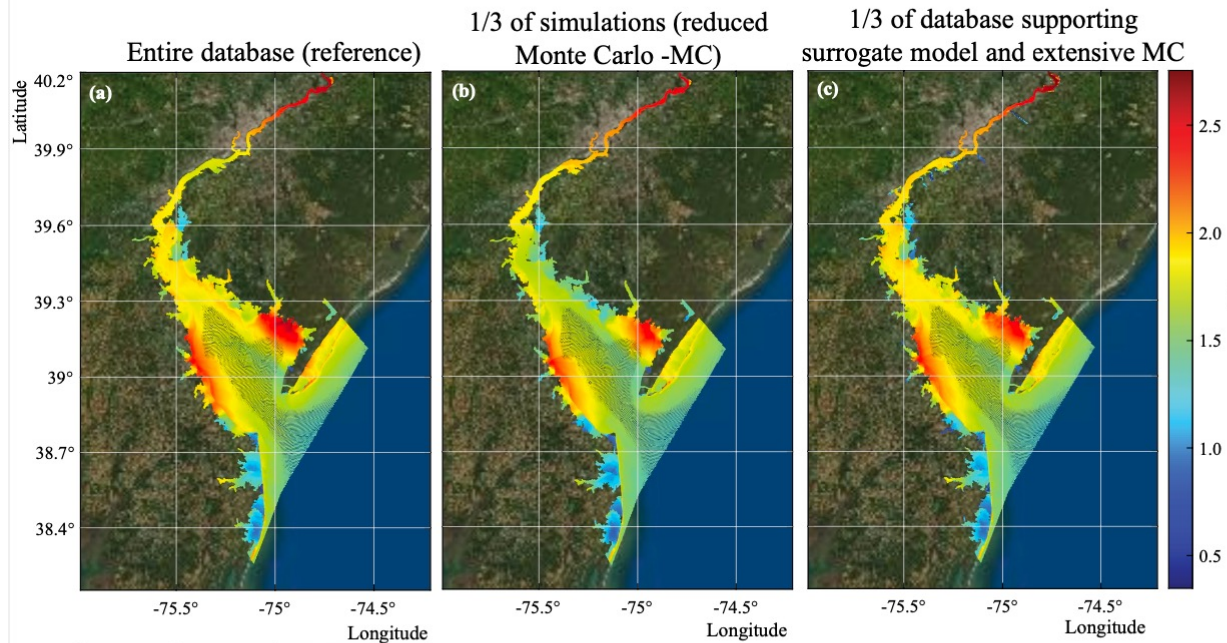 Entire database (reference)
1/3 of simulations (reduced
Monte Carlo -MC)
1/3 of database supporting
surrogate model and extensive MC
Latitude
(a)
(b)
(c)
40.2°
39.9°
39.6°
39.3°
39°
38.7°
38.4°
-75.5°
-75°
-74.5°
Longitude
-75.5°
-75°
-74.5°
Longitude
-75.5°
-75°
-74.5°
Longitude
2.5
2.0
1.5
1.0
0.5